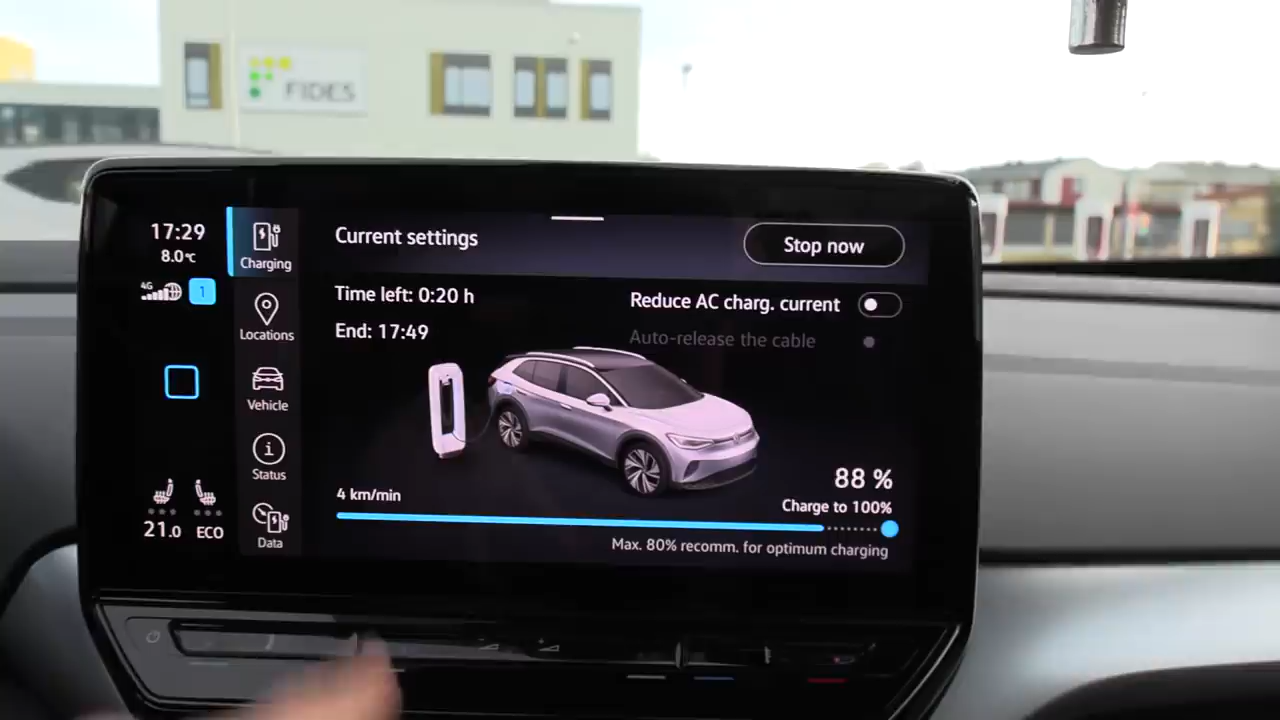 FIDES
17:29
8.0°C
4G
1
21.0
ECO
Charging
Locations
Vehicle
Status
Data
Current settings
Stop now
Time left: 0:20 h
End: 17:49
Reduce AC charg. current
Auto-release the cable
88 %
4 km/min
Charge to 100%
Max. 80% recomm. for optimum charging